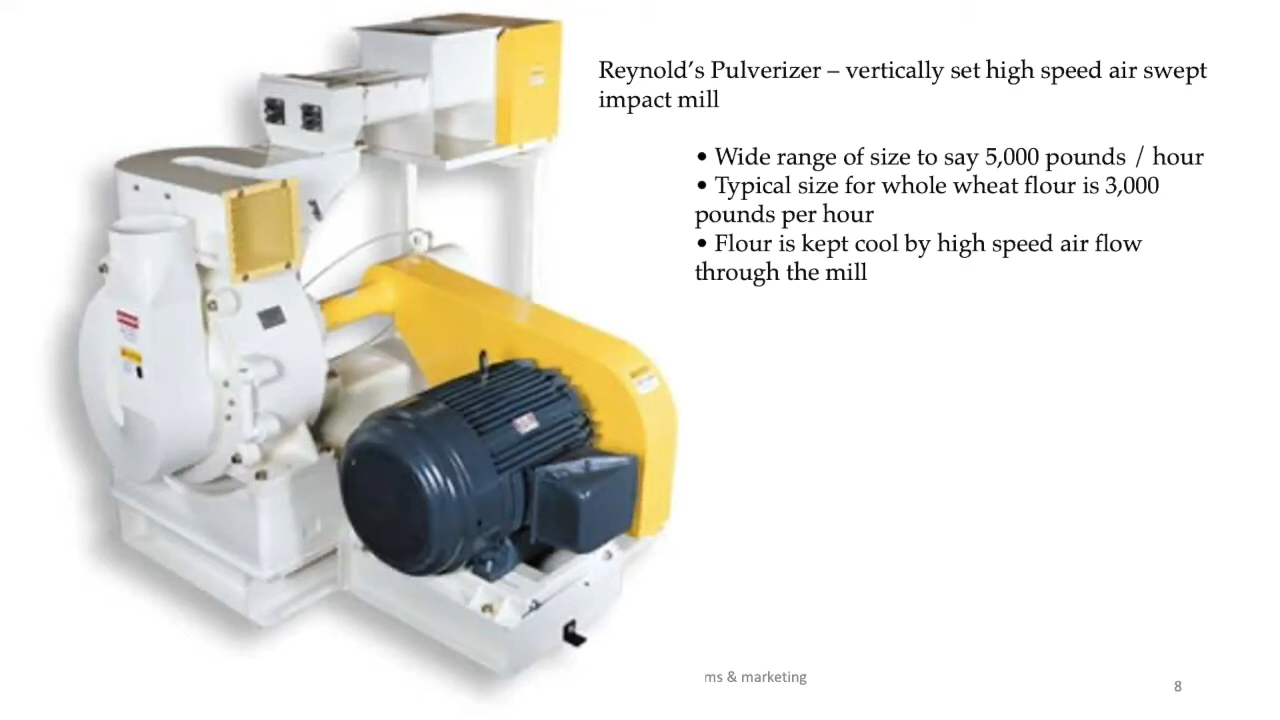 Reynold’s Pulverizer – vertically set high speed air swept
impact mill
• Wide range of size to say 5,000 pounds / hour
• Typical size for whole wheat flour is 3,000
pounds per hour
• Flour is kept cool by high speed air flow
through the mill
ms & marketing
8